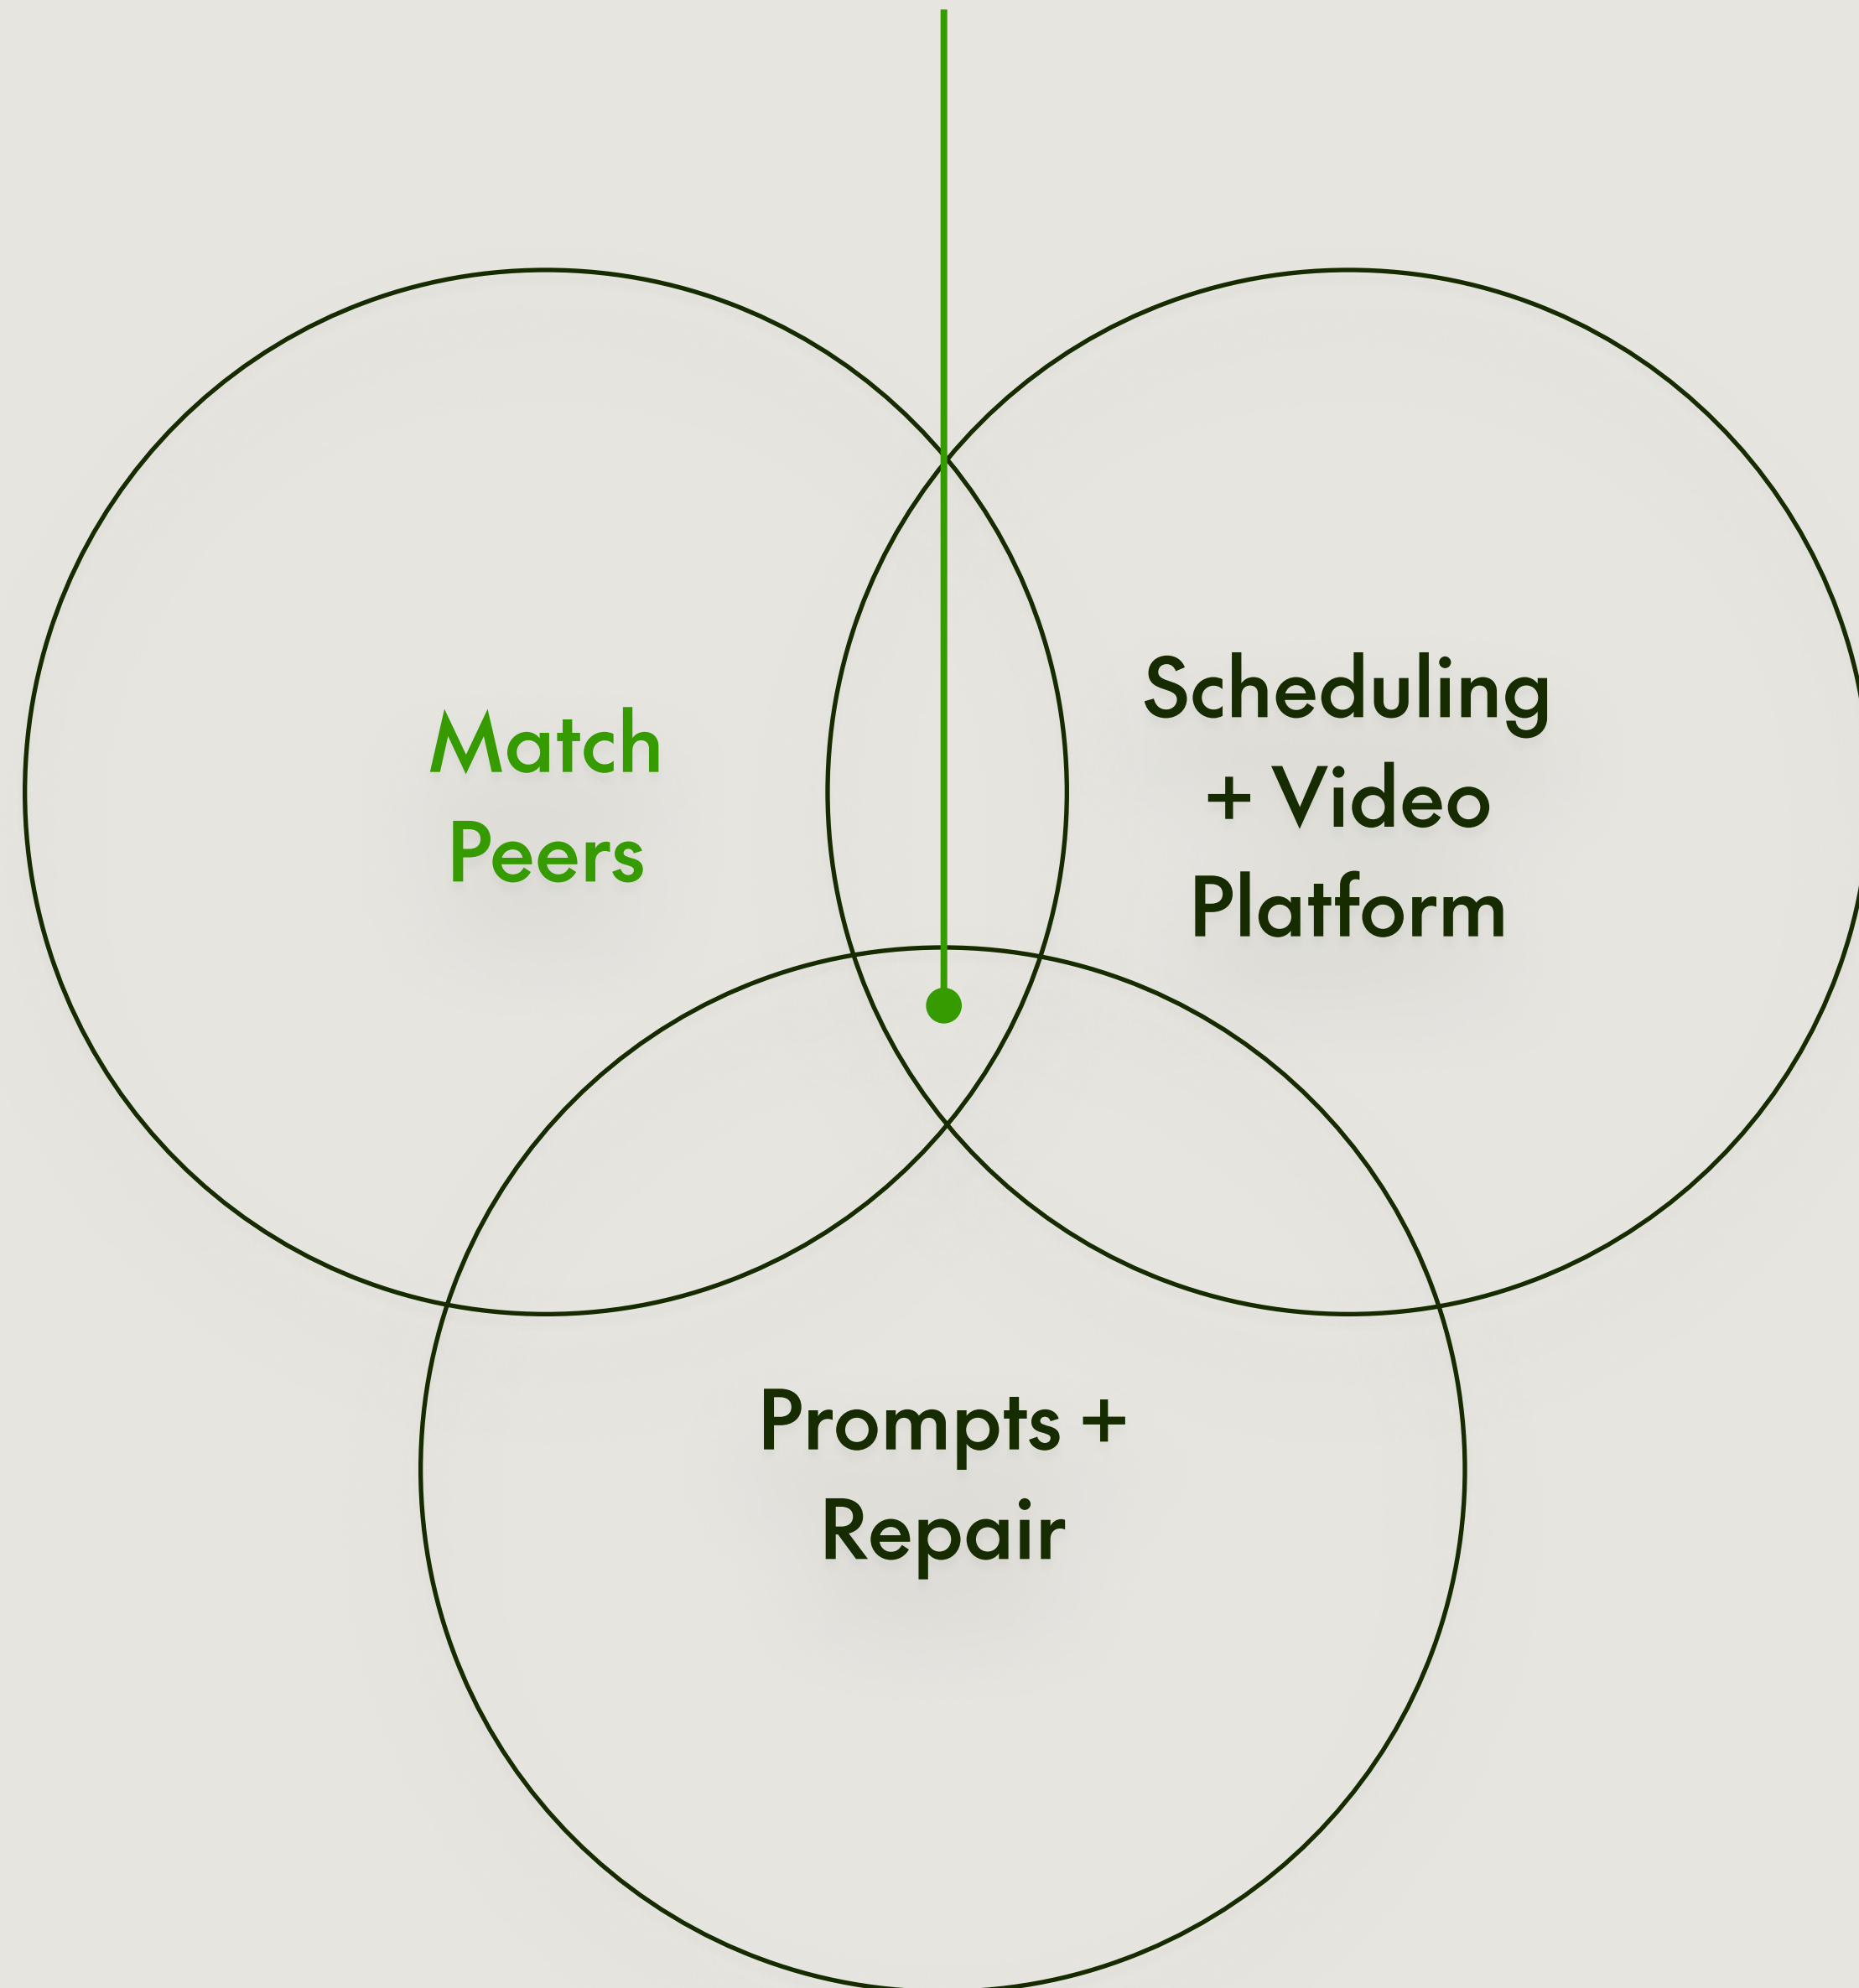 Match
Peers
Scheduling
+ Video
Platform
Prompts +
Repair